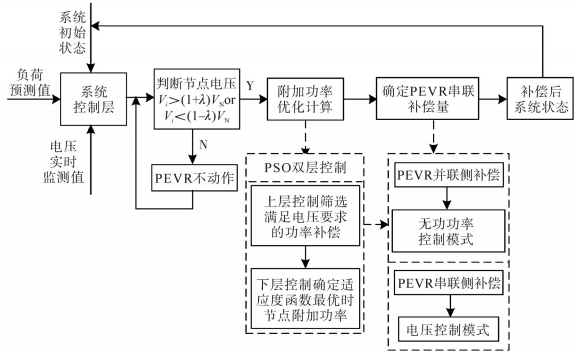 系统
初始
状态
负荷
预测值
系统
控制层
电压
实时
监测值
判断节点电压
Vi>(1+λ)VN or
Vi<(1−λ)VN
Y
N
PEVR不动作
附加功率
优化计算
确定PEVR串联
补偿量
补偿后
系统状态
PSO双层控制
上层控制筛选
满足电压要求
的功率补偿
下层控制确定适
应度函数最优时
节点附加功率
PEVR并联侧补偿
无功功率
控制模式
PEVR串联侧补偿
电压控制模式